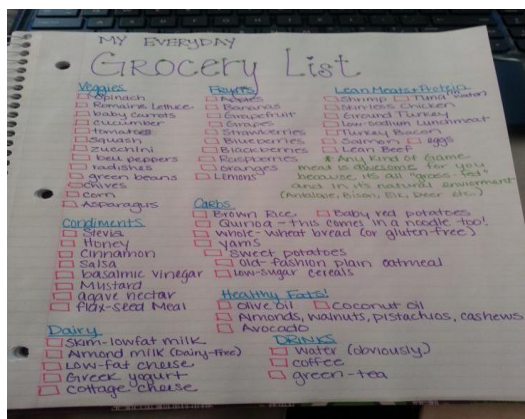 MY EVERYDAY
GROCERY LIST
Veggies
Spinach
Romaine Lettuce
baby carrots
cucumber
tomatoes
Squash
zucchini
bell peppers
radishes
green beans
Chives
Corn
Asparagus
Fruits
Apples
Bananas
Grapefruit
Grapes
Strawberries
Blueberries
Blackberries
Raspberries
oranges
Lemons
Lean Meats + Protein
Shrimp Tuna (water)
Skinless Chicken
Ground Turkey
low-sodium lunchmeat
Turkey Bacon
Salmon eggs
Lean Beef
* Any kind of Game
meat is awesome for you
because its all "grass-fed"
and in it's natural
(Antalope, Bison, Elk, Deer etc.)
Condiments
Stevia
Honey
Cinnamon
Salsa
basalmic vinegar
Mustard
agave nectar
flax-seed Meal
Carbs
Brown Rice Baby red potatoes
Quinoa - this comes in a noodle too!
whole-wheat bread (or gluten-free)
yams
Sweet potatoes
old-fashion plain oatmeal
low-sugar cereals
Healthy Fats!
olive oil Coconut oil
Almonds, walnuts, pistachios, cashews
Avocado
Dairy
Skim-lowfat milk
Almond milk (Dairy-free)
Low-fat cheese
Greek yogurt
Cottage cheese
DRINKS
Water (obviously)
coffee
green-tea